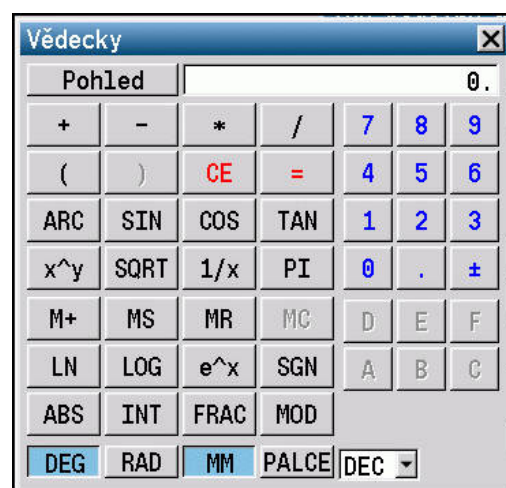 Vědecky
Pohled 0.
+ - * / 7 8 9
( ) CE = 4 5 6
ARC SIN COS TAN 1 2 3
x^y SQRT 1/x PI 0 . ±
M+ MS MR MC D E F
LN LOG e^x SGN A B C
ABS INT FRAC MOD
DEG RAD MM PALCE DEC